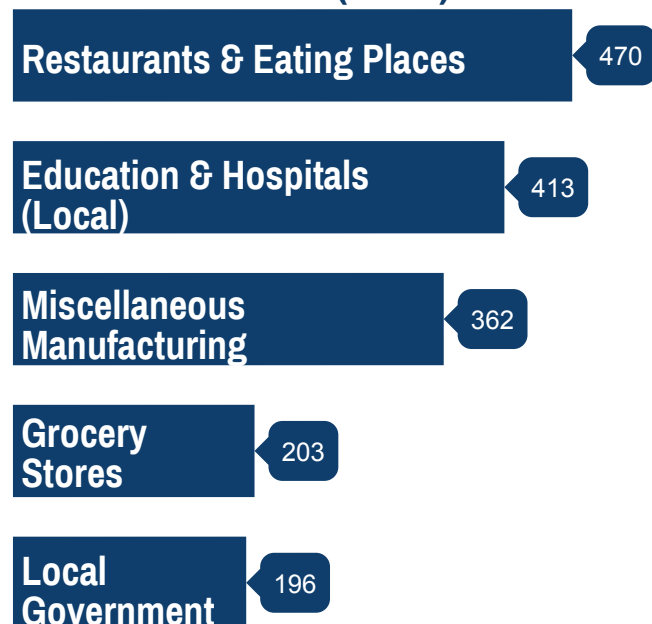 Restaurants & Eating Places
470
Education & Hospitals
(Local)
413
Miscellaneous
Manufacturing
362
Grocery
Stores
203
Local
Government
196